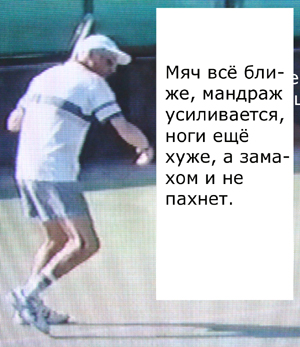 Мяч всё бли-
же, мандраж
усиливается,
ноги ещё
хуже, а зама-
хом и не
пахнет.